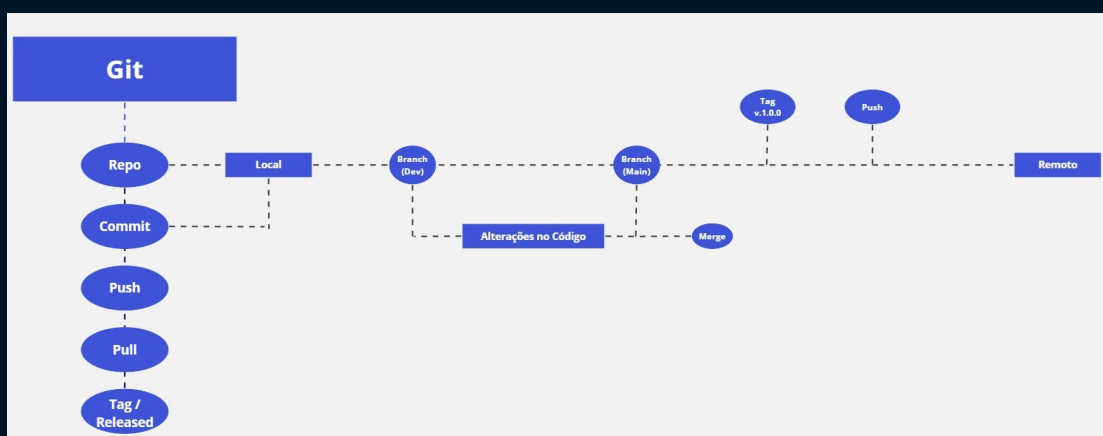 Git
Tag
v.1.0.0
Push
Repo
Local
Branch
(Dev)
Branch
(Main)
Remoto
Commit
Alterações no Código
Merge
Push
Pull
Tag /
Released